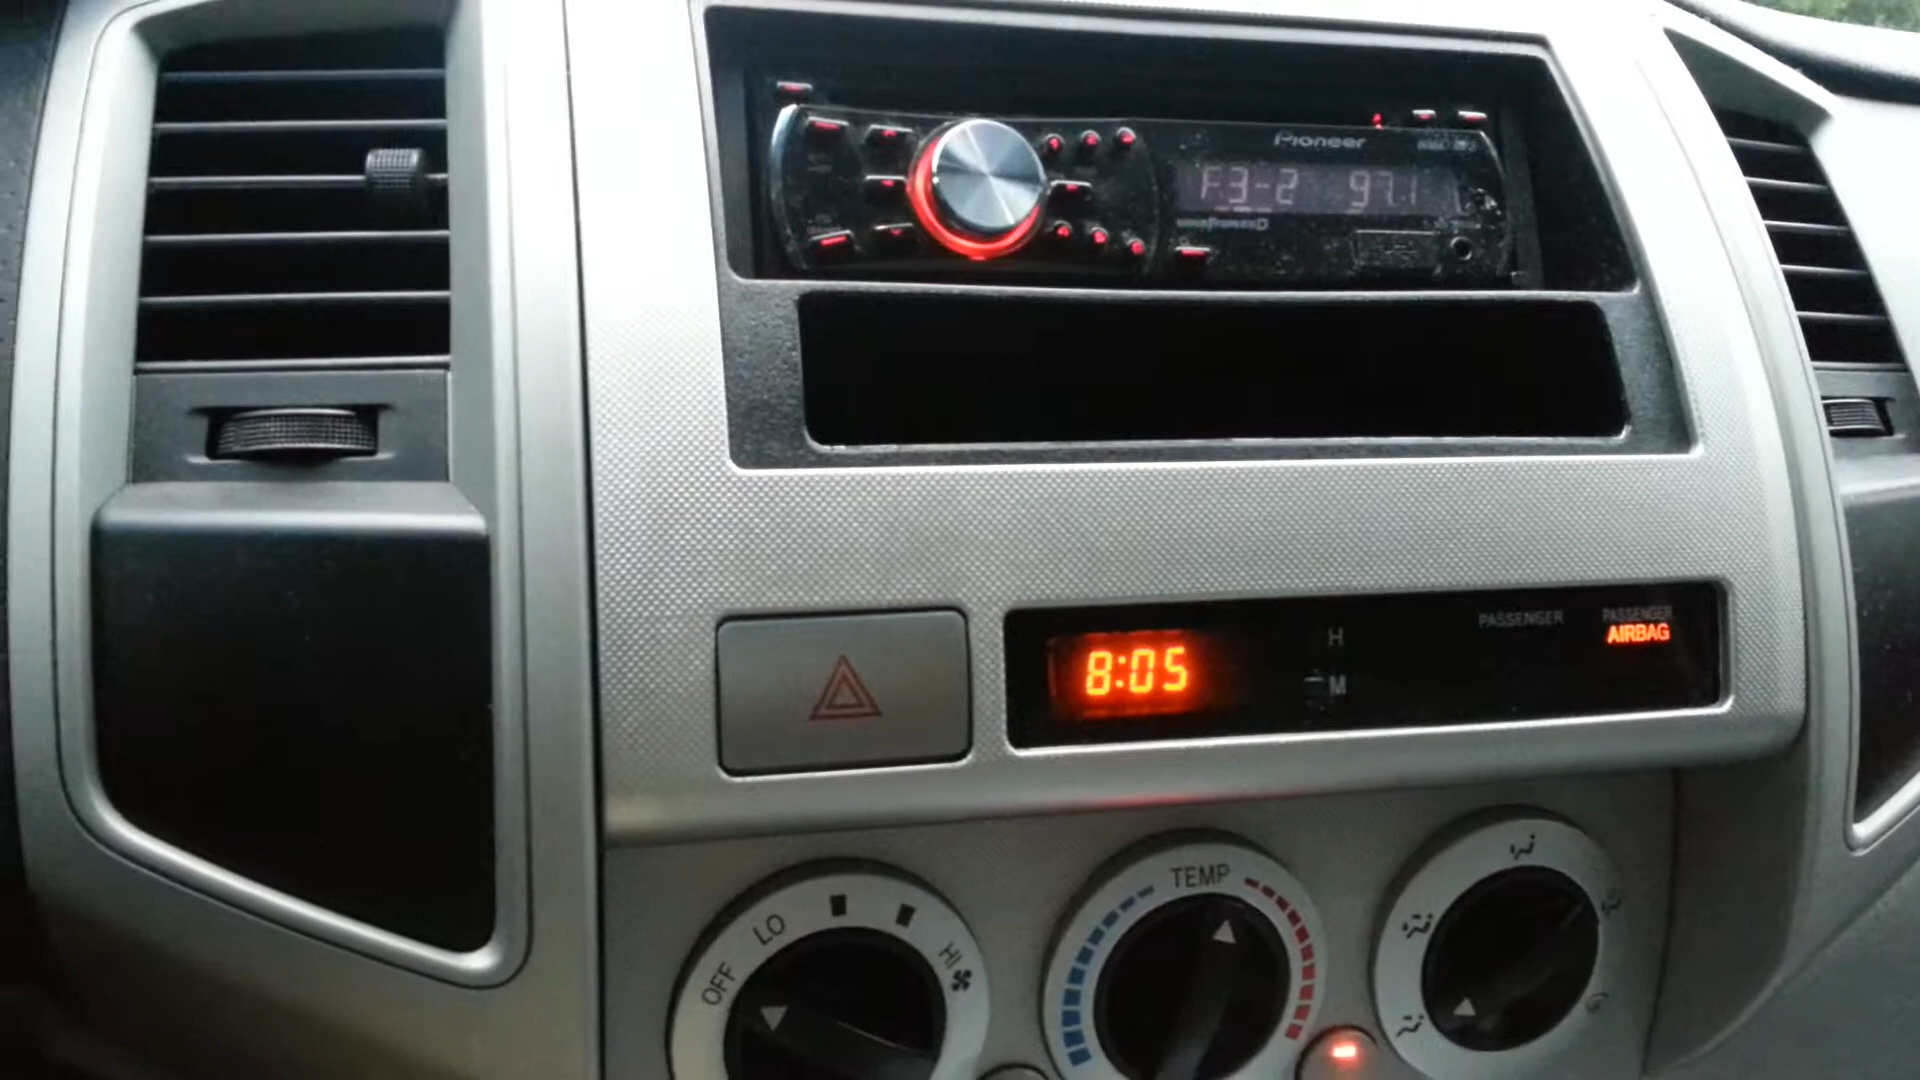 Pioneer
F3-2 97.1
PASSENGER
PASSENGER
AIRBAG
8:05
H
M
TEMP
LO
HI
OFF